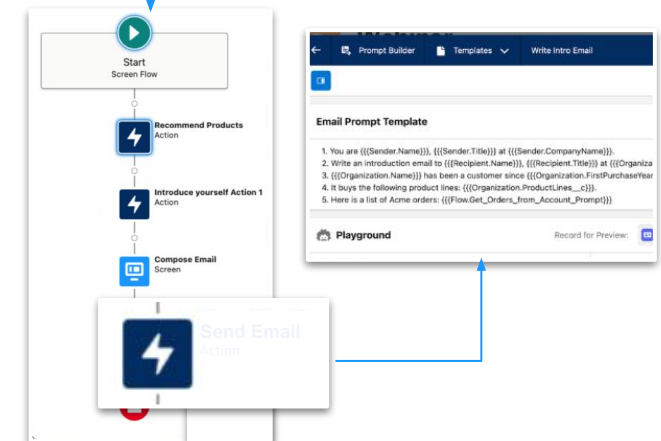 Start
Screen Flow
Recommend Products
Action
Introduce yourself Action 1
Action
Compose Email
Screen
Send Email
Action
Prompt Builder
Templates
Write Intro Email
Email Prompt Template
1. You are {{{Sender.Name}}}, {{{Sender.Title}}} at {{{Sender.CompanyName}}}.
2. Write an introduction email to {{{Recipient.Name}}}, {{{Recipient.Title}}} at {{{Organiza
3. {{{Organization.Name}}} has been a customer since {{{Organization.FirstPurchaseYear
4. It buys the following product lines: {{{Organization.ProductLines__c}}}.
5. Here is a list of Acme orders: {{{Flow.Get_Orders_from_Account_Prompt}}}
Playground
Record for Preview: